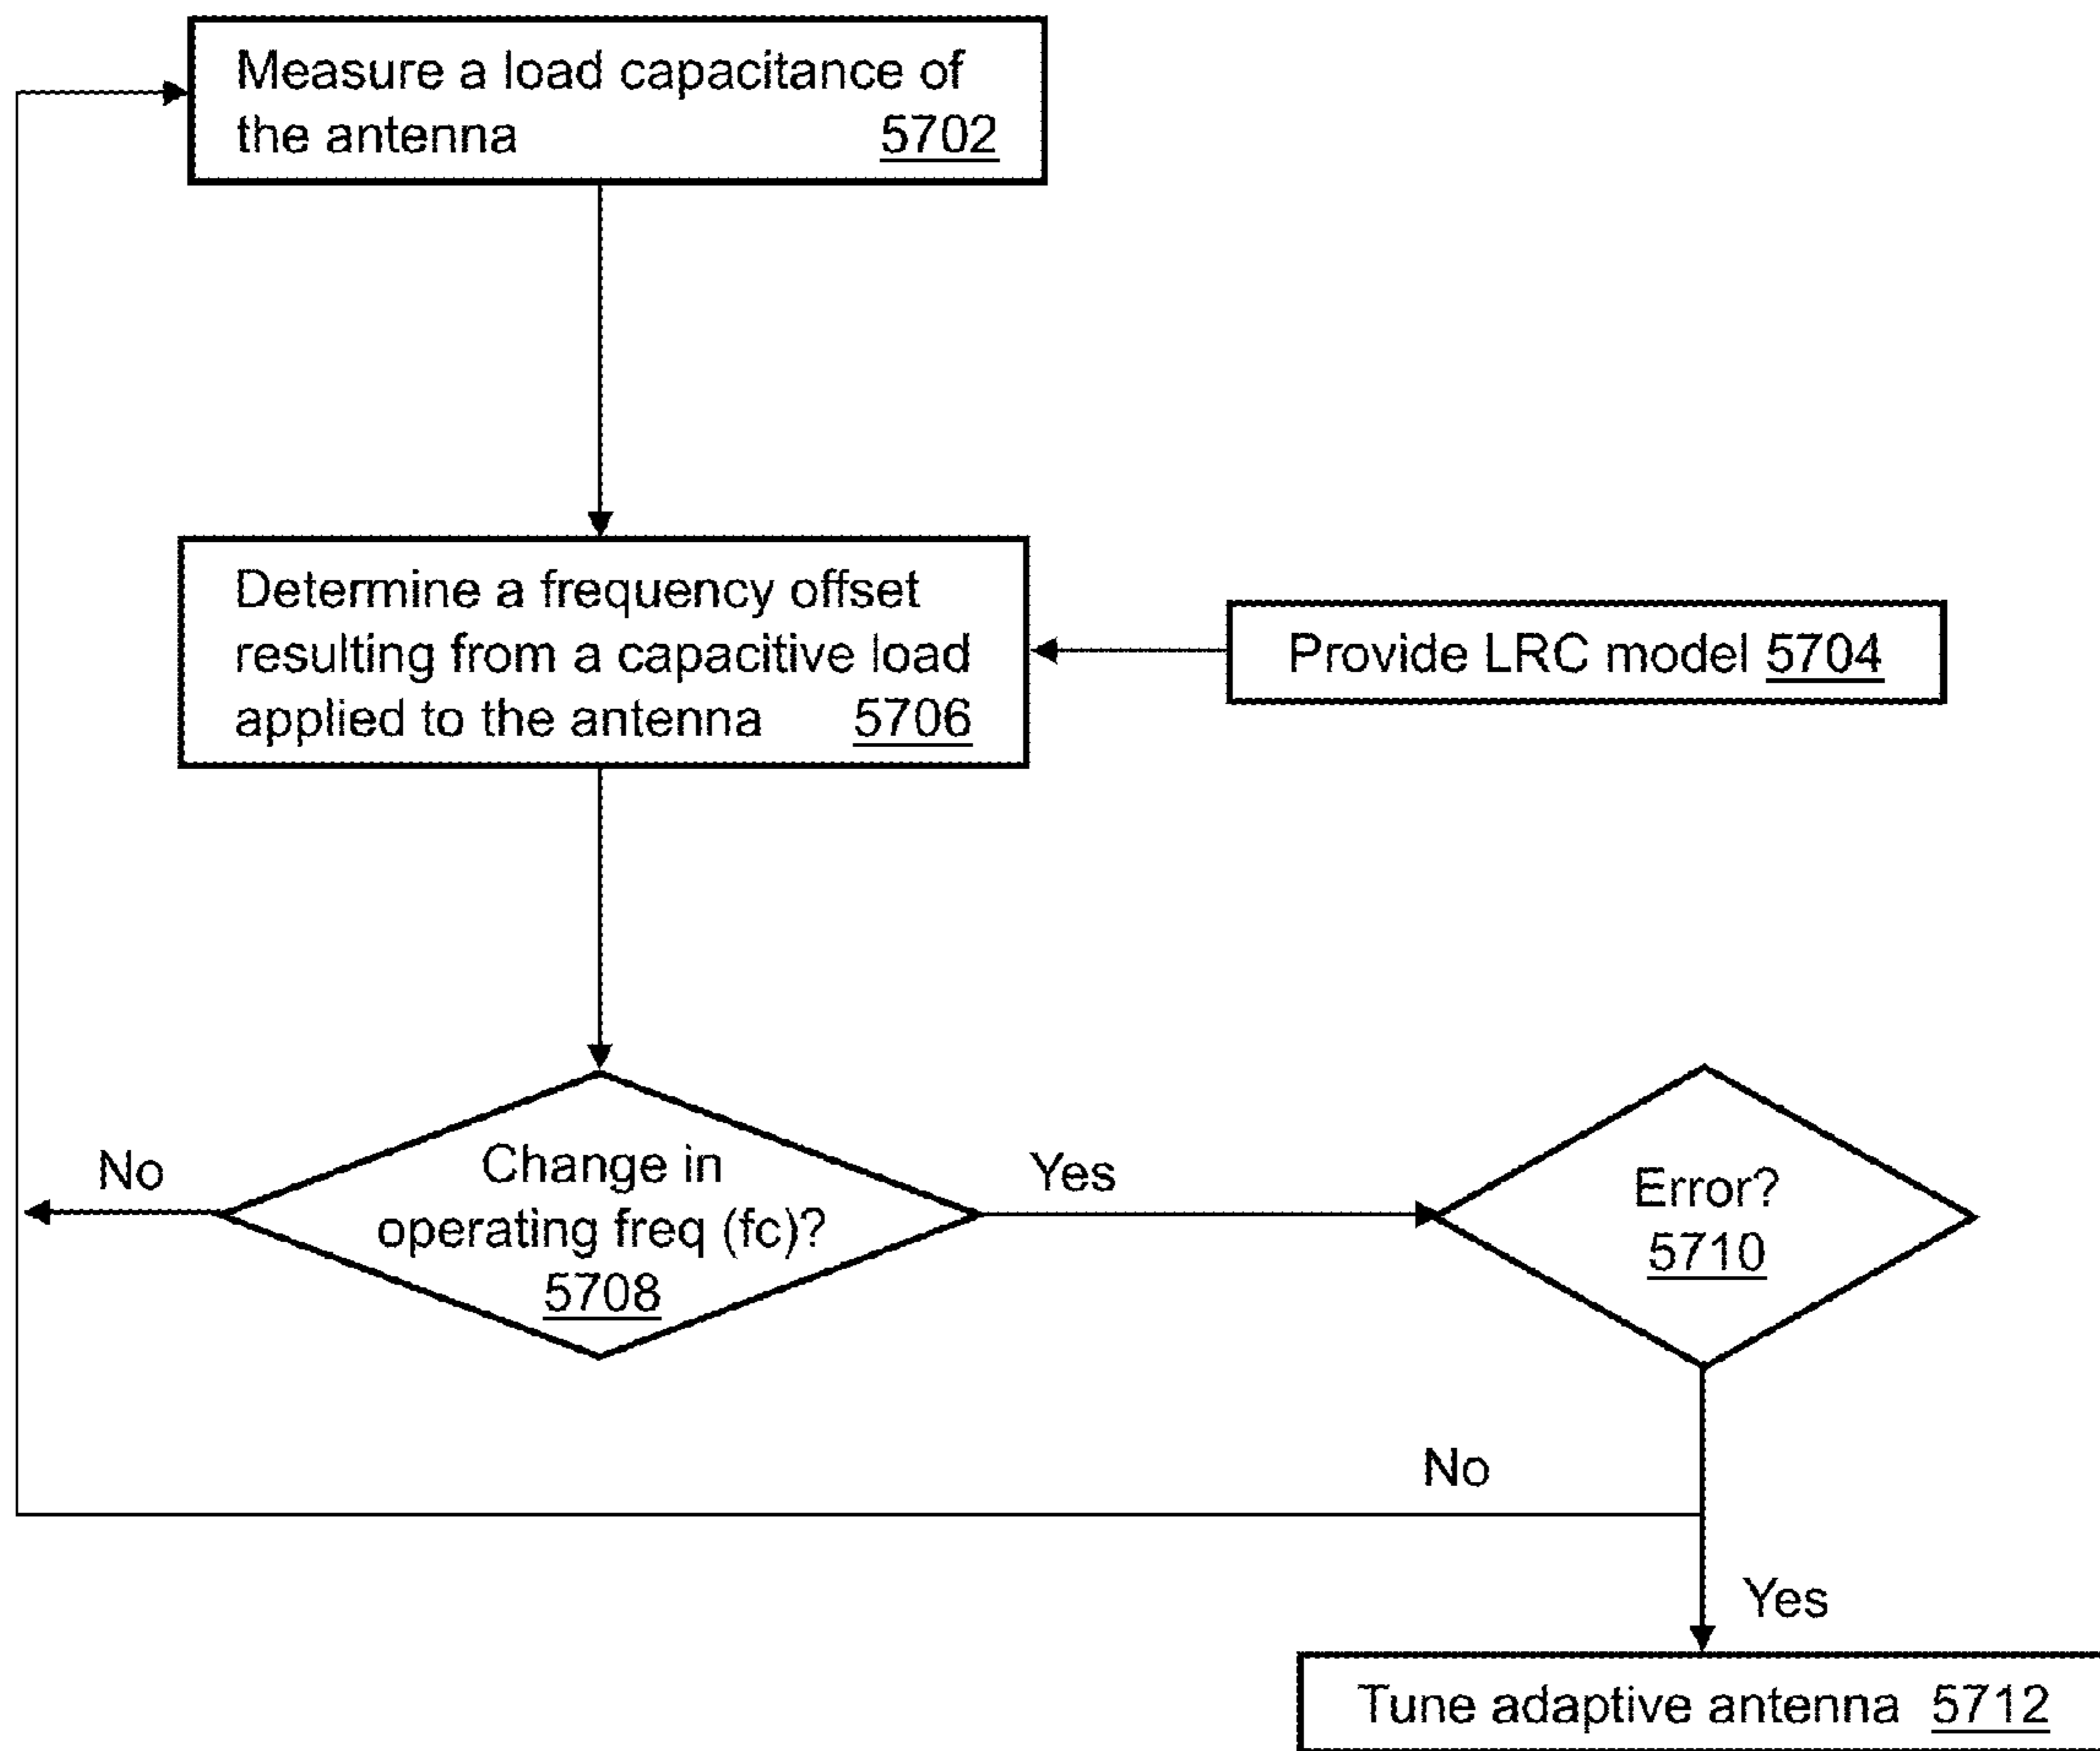 Measure a load capacitance of
the antenna 5702
Determine a frequency offset
resulting from a capacitive load
applied to the antenna 5706
Provide LRC model 5704
Change in
operating freq (fc)?
5708
No
Yes
Error?
5710
No
Yes
Tune adaptive antenna 5712